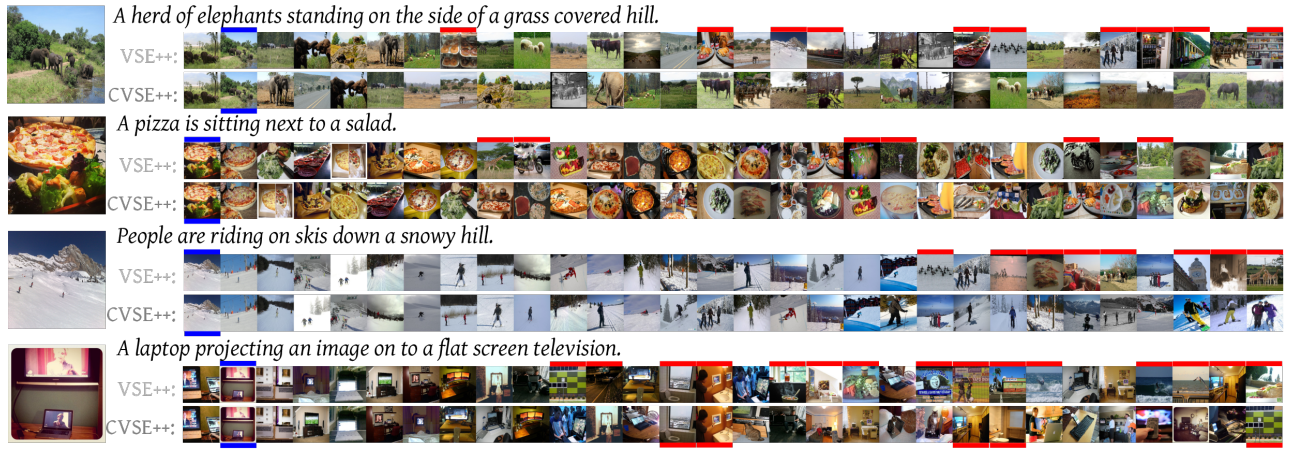 A herd of elephants standing on the side of a grass covered hill.
VSE++:
CVSE++:
A pizza is sitting next to a salad.
VSE++:
CVSE++:
People are riding on skis down a snowy hill.
VSE++:
CVSE++:
A laptop projecting an image on to a flat screen television.
VSE++:
CVSE++: